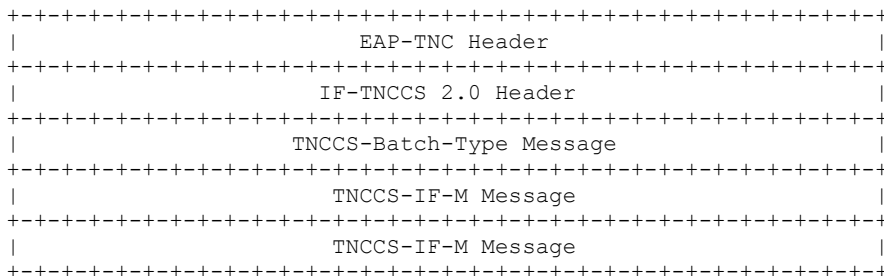 +-+-+-+-+-+-+-+-+-+-+-+-+-+-+-+-+-+-+-+-+-+-+-+-+-+-+-+-+-+-+-+-+
| EAP-TNC Header |
+-+-+-+-+-+-+-+-+-+-+-+-+-+-+-+-+-+-+-+-+-+-+-+-+-+-+-+-+-+-+-+-+
| IF-TNCCS 2.0 Header |
+-+-+-+-+-+-+-+-+-+-+-+-+-+-+-+-+-+-+-+-+-+-+-+-+-+-+-+-+-+-+-+-+
| TNCCS-Batch-Type Message |
+-+-+-+-+-+-+-+-+-+-+-+-+-+-+-+-+-+-+-+-+-+-+-+-+-+-+-+-+-+-+-+-+
| TNCCS-IF-M Message |
+-+-+-+-+-+-+-+-+-+-+-+-+-+-+-+-+-+-+-+-+-+-+-+-+-+-+-+-+-+-+-+-+
| TNCCS-IF-M Message |
+-+-+-+-+-+-+-+-+-+-+-+-+-+-+-+-+-+-+-+-+-+-+-+-+-+-+-+-+-+-+-+-+